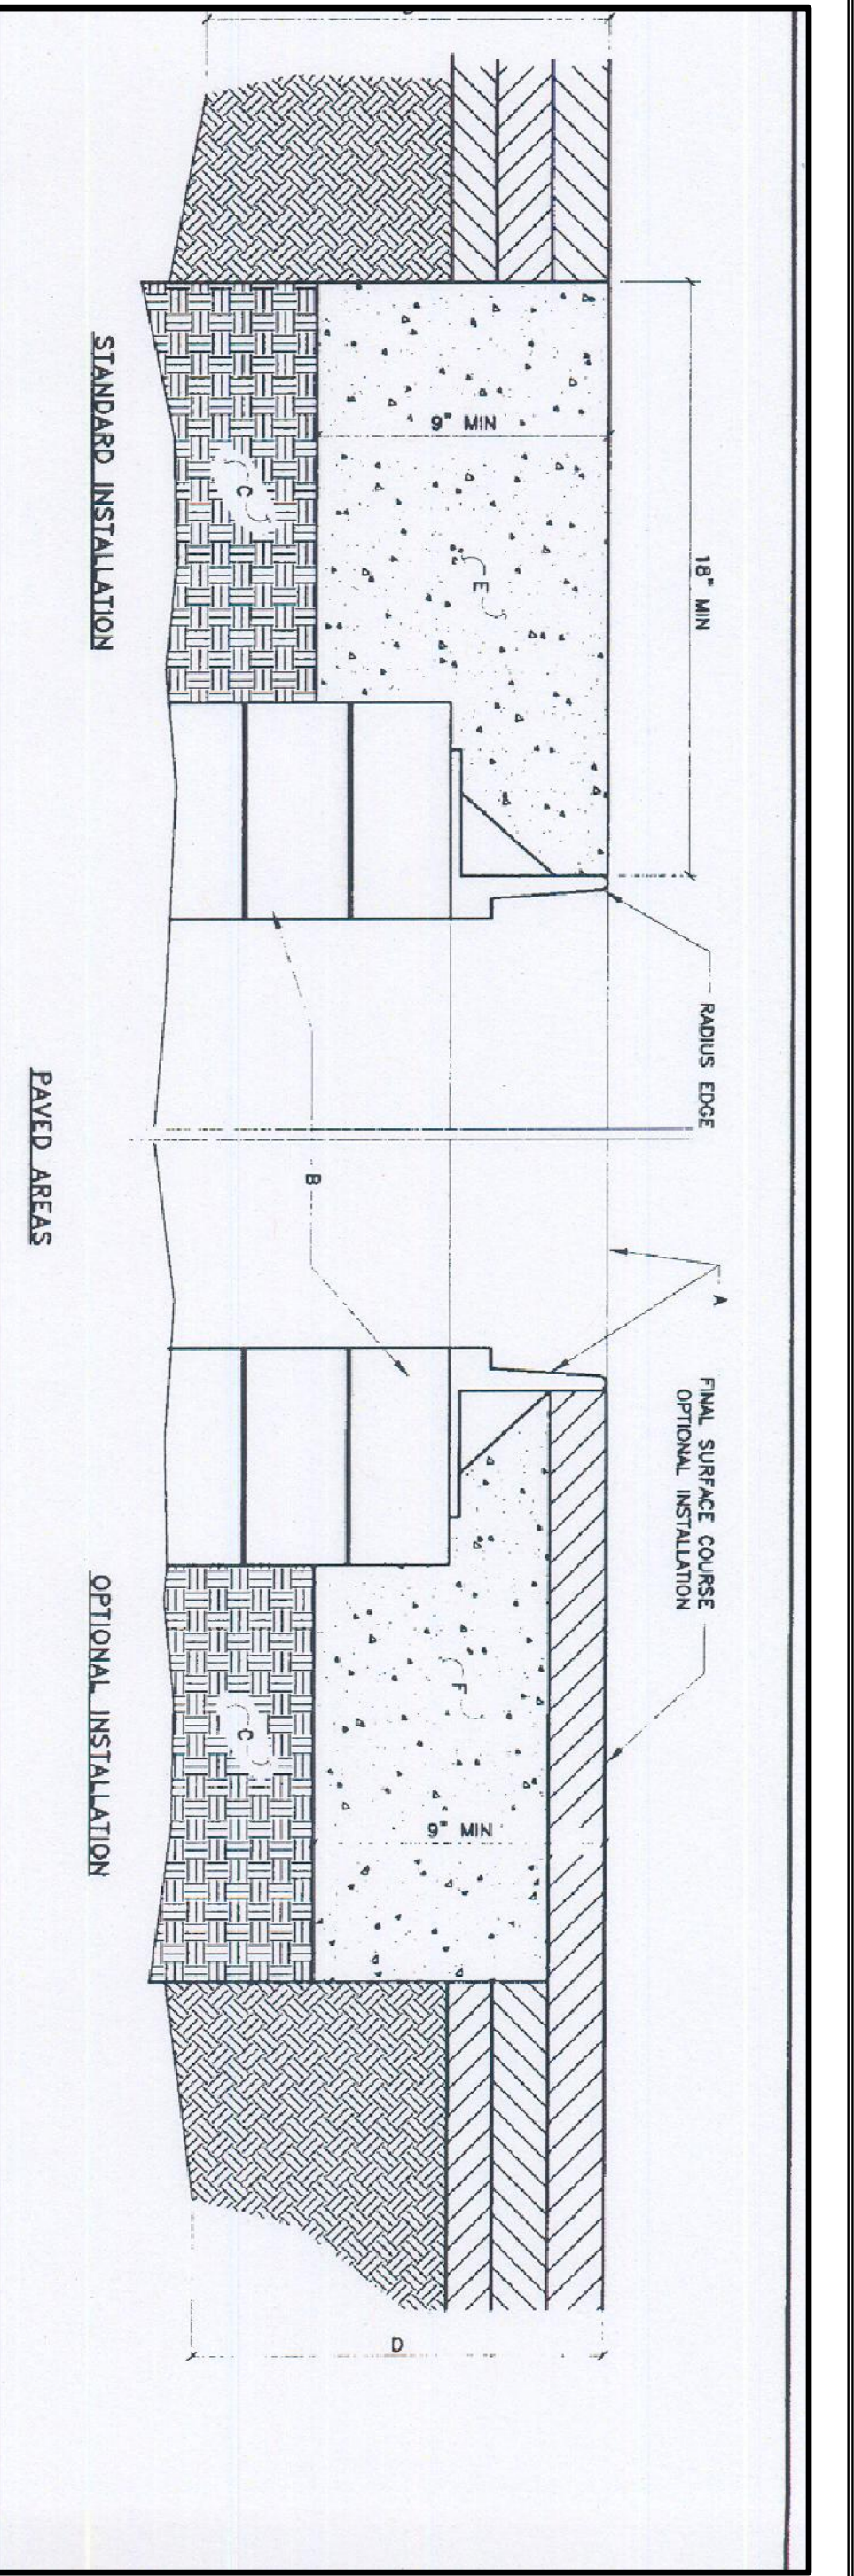 18" MIN
RADIUS EDGE
A
FINAL SURFACE COURSE
OPTIONAL INSTALLATION
9" MIN
E
F
9" MIN
D
B
C
C
STANDARD INSTALLATION
OPTIONAL INSTALLATION
PAVED AREAS